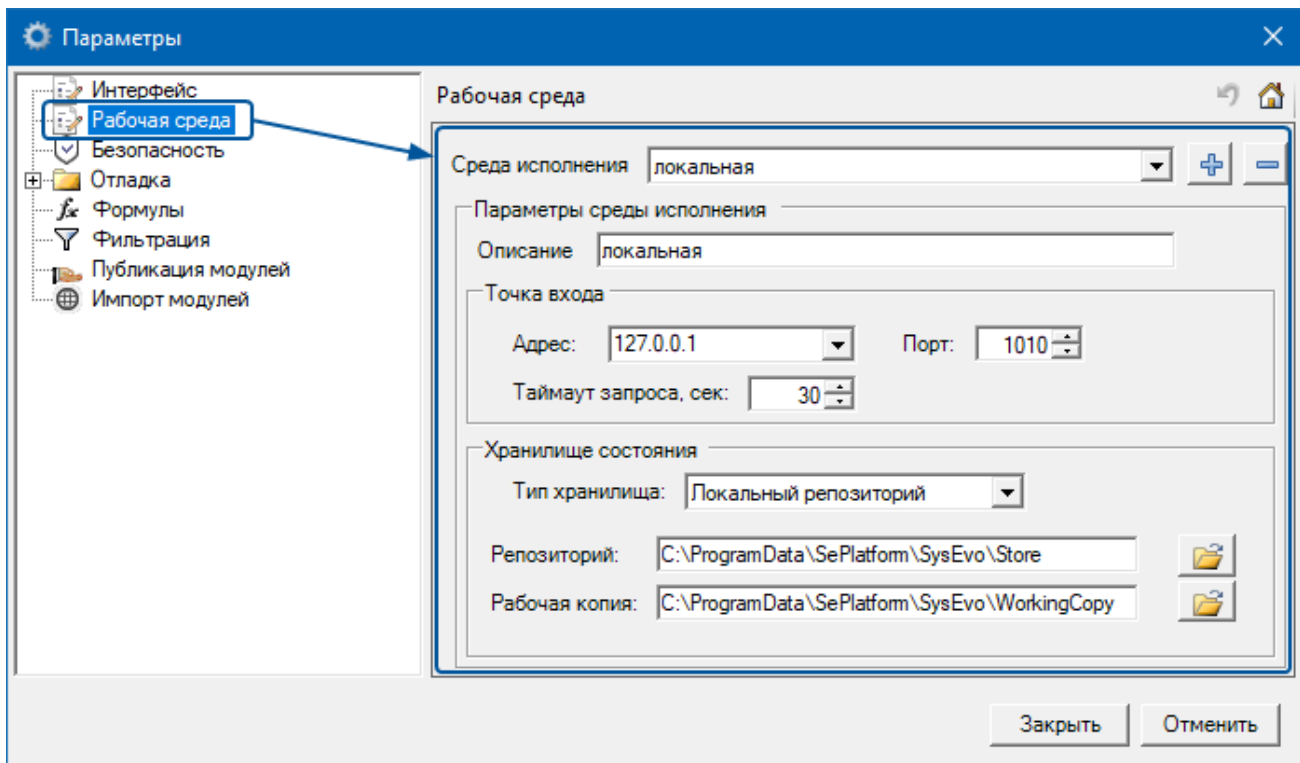 Параметры
Интерфейс
Рабочая среда
Безопасность
Отладка
Формулы
Фильтрация
Публикация модулей
Импорт модулей
Рабочая среда
Среда исполнения локальная
Параметры среды исполнения
Описание локальная
Точка входа
Адрес: 127.0.0.1 Порт: 1010
Таймаут запроса, сек: 30
Хранилище состояния
Тип хранилища: Локальный репозиторий
Репозиторий: C:\ProgramData\SePlatform\SysEvo\Store
Рабочая копия: C:\ProgramData\SePlatform\SysEvo\WorkingCopy
Закрыть Отменить